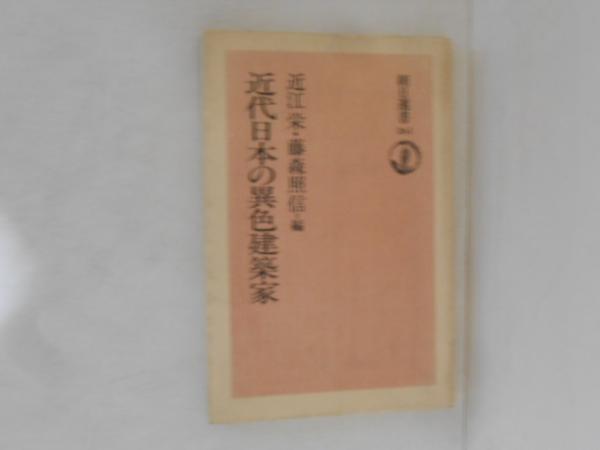 朝日選書
近江栄・藤森照信 編
近代日本の異色建築家